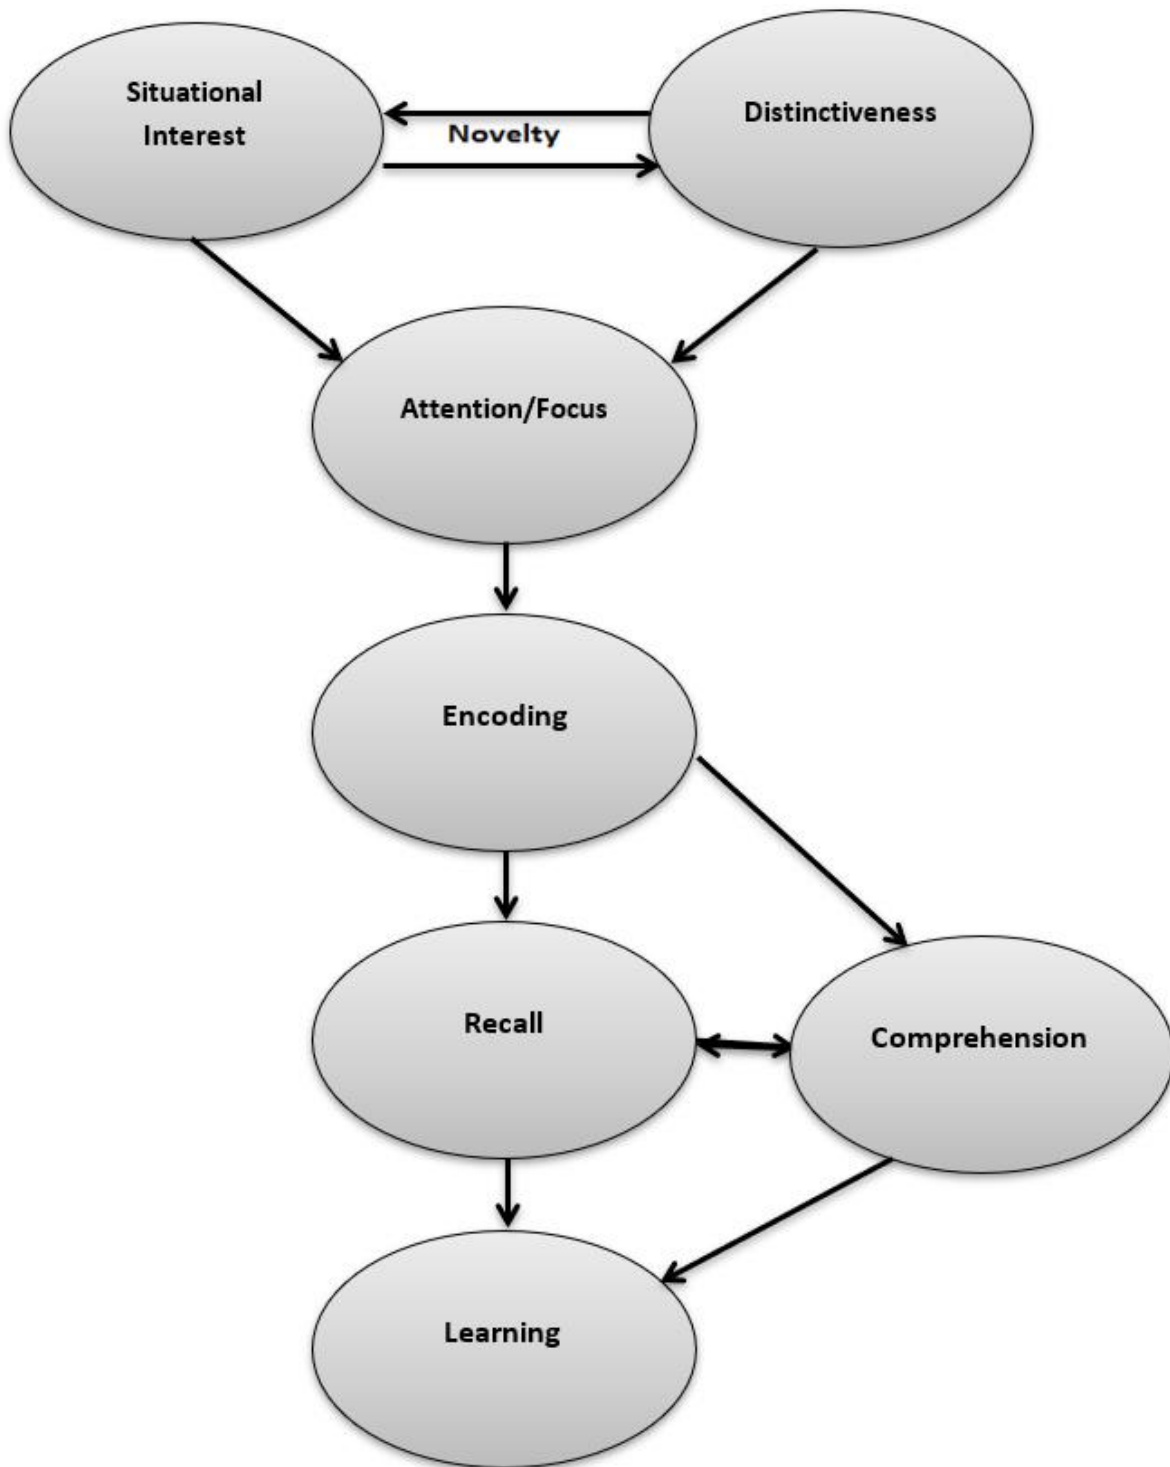 Situational
Interest
Novelty
Distinctiveness
Attention/Focus
Encoding
Recall
Comprehension
Learning